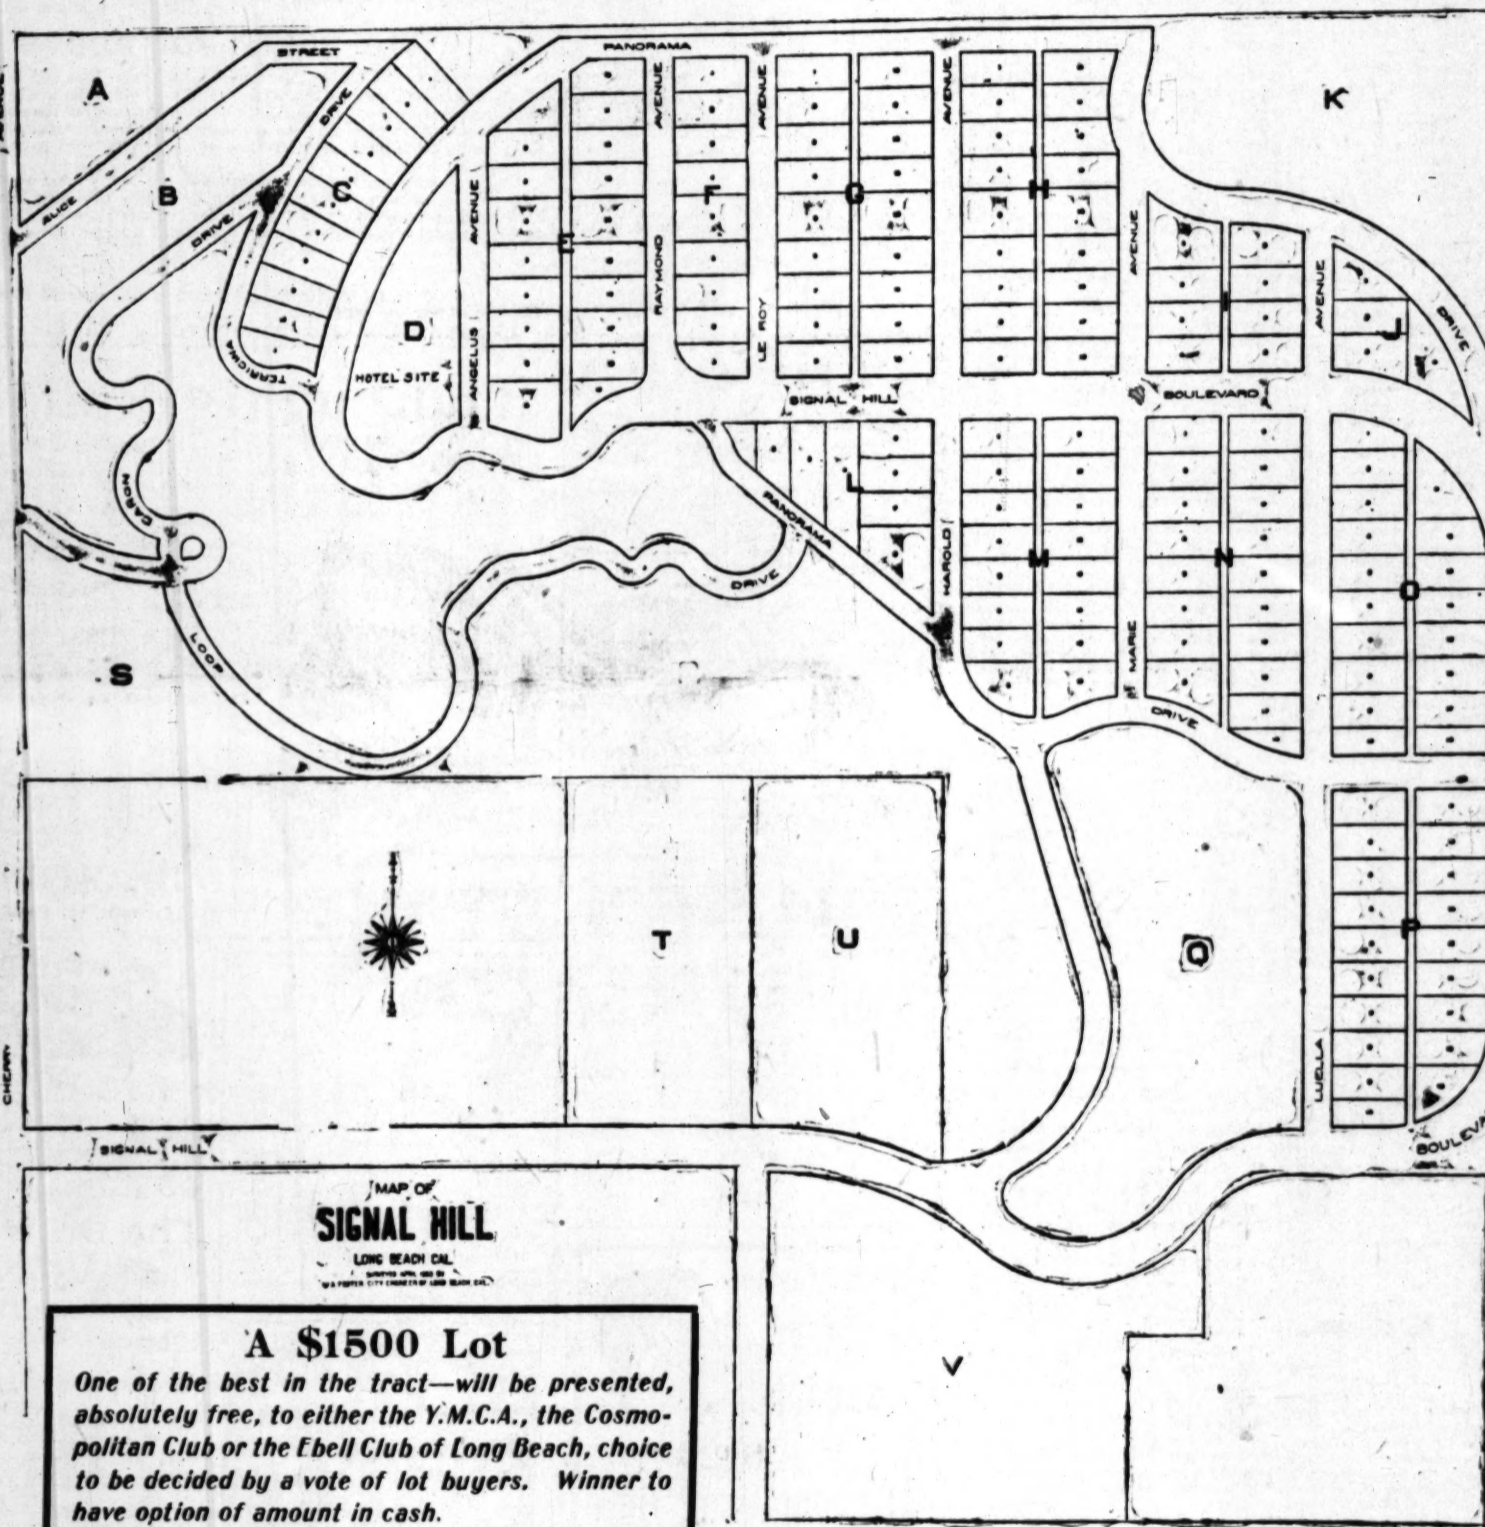 STREET
PANORAMA
A
K
AVENUE
AVENUE
AVENUE
DRIVE
B
C
F
G
H
ALICE
DRIVE
AVENUE
E
RAYMOND
AVENUE
AVENUE
I
J
DRIVE
D
HOTEL SITE
ANGELUS
LE ROY
SIGNAL HILL
BOULEVARD
L
CARON
PANORAMA
DRIVE
HAROLD
M
N
O
LOOP
MARIE
DRIVE
S
T
U
Q
P
CHERRY
LUELLA
SIGNAL HILL
MAP OF
SIGNAL HILL
LONG BEACH CAL.
V
A $1500 Lot
One of the best in the tract—will be presented,
absolutely free, to either the Y.M.C.A., the Cosmo-
politan Club or the Ebell Club of Long Beach, choice
to be decided by a vote of lot buyers. Winner to
have option of amount in cash.